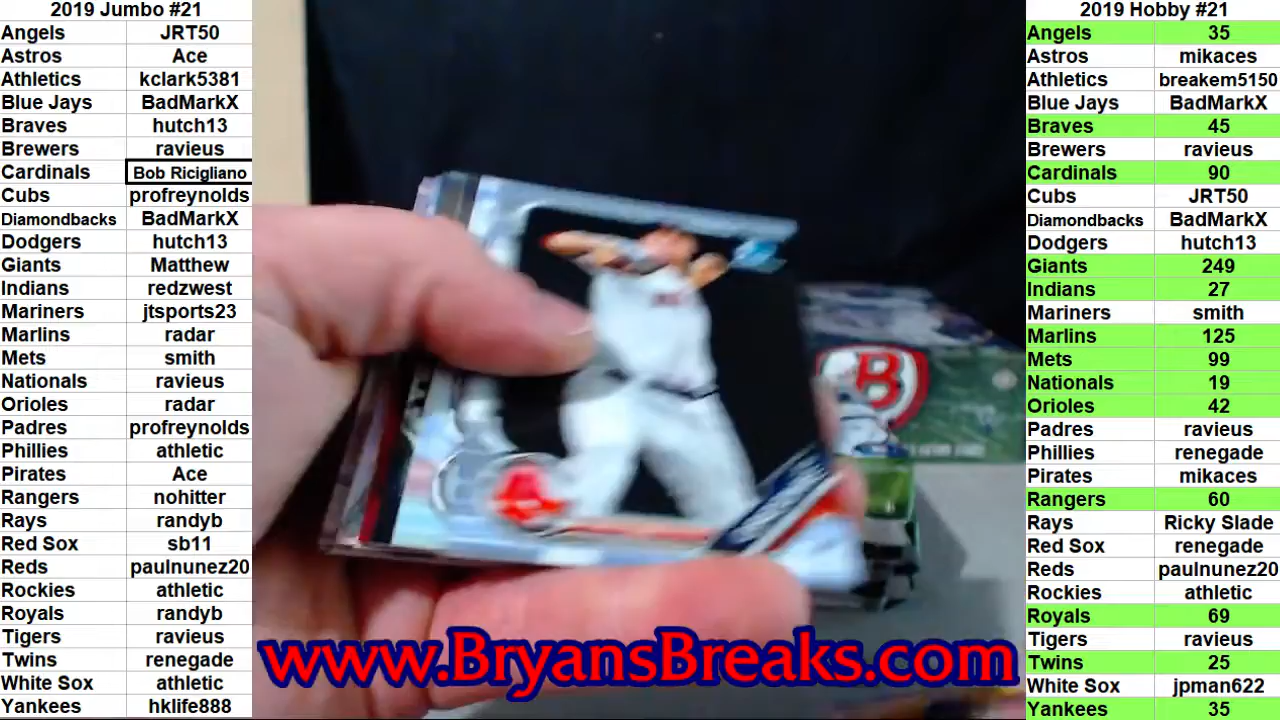 2019 Jumbo #21
Angels JRT50
Astros Ace
Athletics kclark5381
Blue Jays BadMarkX
Braves hutch13
Brewers ravieus
Cardinals Bob Ricigliano
Cubs profreynolds
Diamondbacks BadMarkX
Dodgers hutch13
Giants Matthew
Indians redzwest
Mariners jtsports23
Marlins radar
Mets smith
Nationals ravieus
Orioles radar
Padres profreynolds
Phillies athletic
Pirates Ace
Rangers nohitter
Rays randyb
Red Sox sb11
Reds paulnunez20
Rockies athletic
Royals randyb
Tigers ravieus
Twins renegade
White Sox athletic
Yankees hklife888
B
www.BryansBreaks.com
2019 Hobby #21
Angels 35
Astros mikaces
Athletics breakem5150
Blue Jays BadMarkX
Braves 45
Brewers ravieus
Cardinals 90
Cubs JRT50
Diamondbacks BadMarkX
Dodgers hutch13
Giants 249
Indians 27
Mariners smith
Marlins 125
Mets 99
Nationals 19
Orioles 42
Padres ravieus
Phillies renegade
Pirates mikaces
Rangers 60
Rays Ricky Slade
Red Sox renegade
Reds paulnunez20
Rockies athletic
Royals 69
Tigers ravieus
Twins 25
White Sox jpman622
Yankees 35